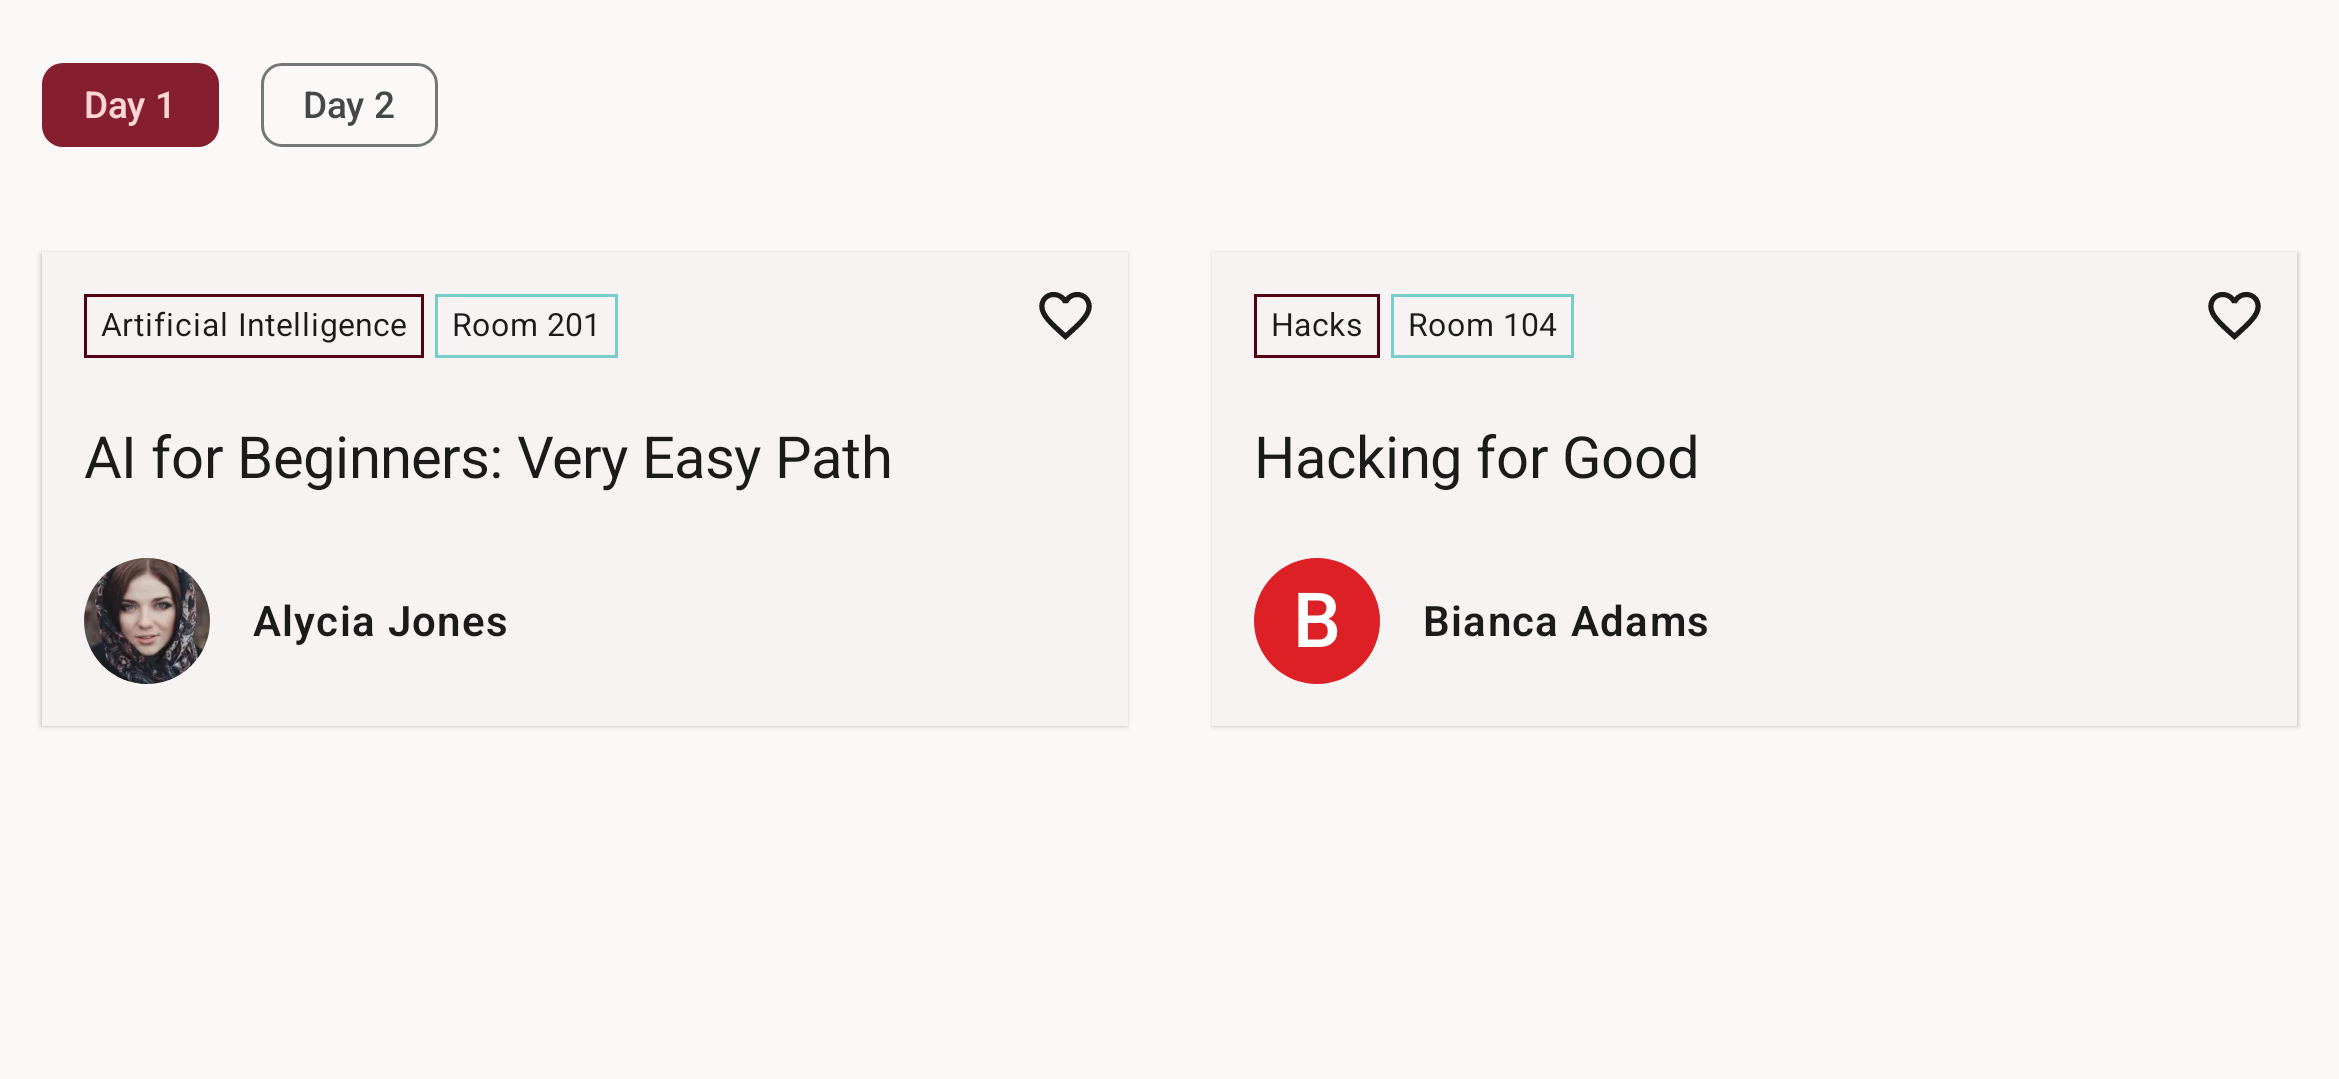 Day 1 Day 2
Artificial Intelligence Room 201
AI for Beginners: Very Easy Path
Alycia Jones
Hacks Room 104
Hacking for Good
B Bianca Adams